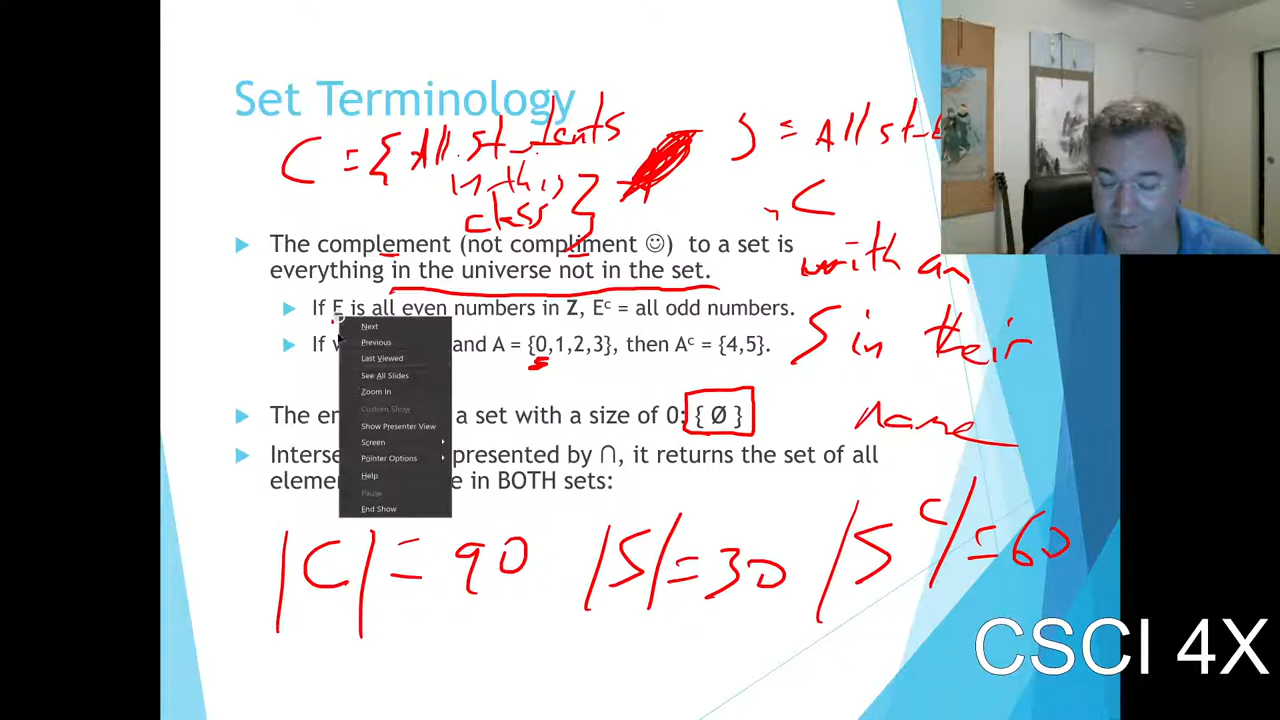 Set Terminology
C = {All students
in this
class}
S = All st
in C
with an
S in their
name
The complement (not compliment ☺) to a set is
everything in the universe not in the set.
If E is all even numbers in Z, Eᶜ = all odd numbers.
If and A = {0,1,2,3}, then Aᶜ = {4,5}.
The a set with a size of 0: { Ø }
Interse presented by ∩, it returns the set of all
elem e in BOTH sets:
Next
Previous
Last Viewed
See All Slides
Zoom In
Custom Show
Show Presenter View
Screen
Pointer Options
Help
Pause
End Show
|C| = 90 |S| = 30 |Sᶜ| = 60
CSCI 4X